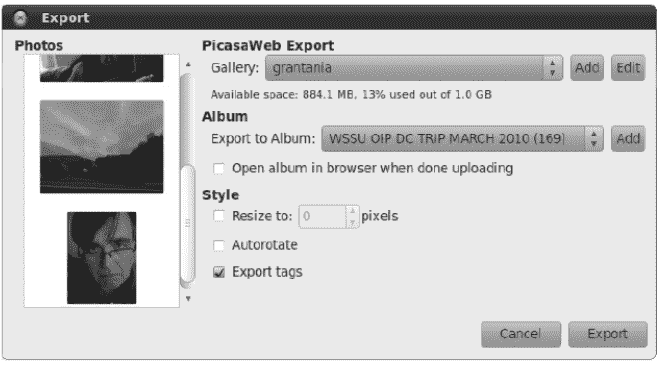 Export
Photos
PicasaWeb Export
Gallery: grantania Add Edit
Available space: 884.1 MB, 13% used out of 1.0 GB
Album
Export to Album: WSSU OIP DC TRIP MARCH 2010 (169) Add
Open album in browser when done uploading
Style
Resize to: 0 pixels
Autorotate
Export tags
Cancel Export